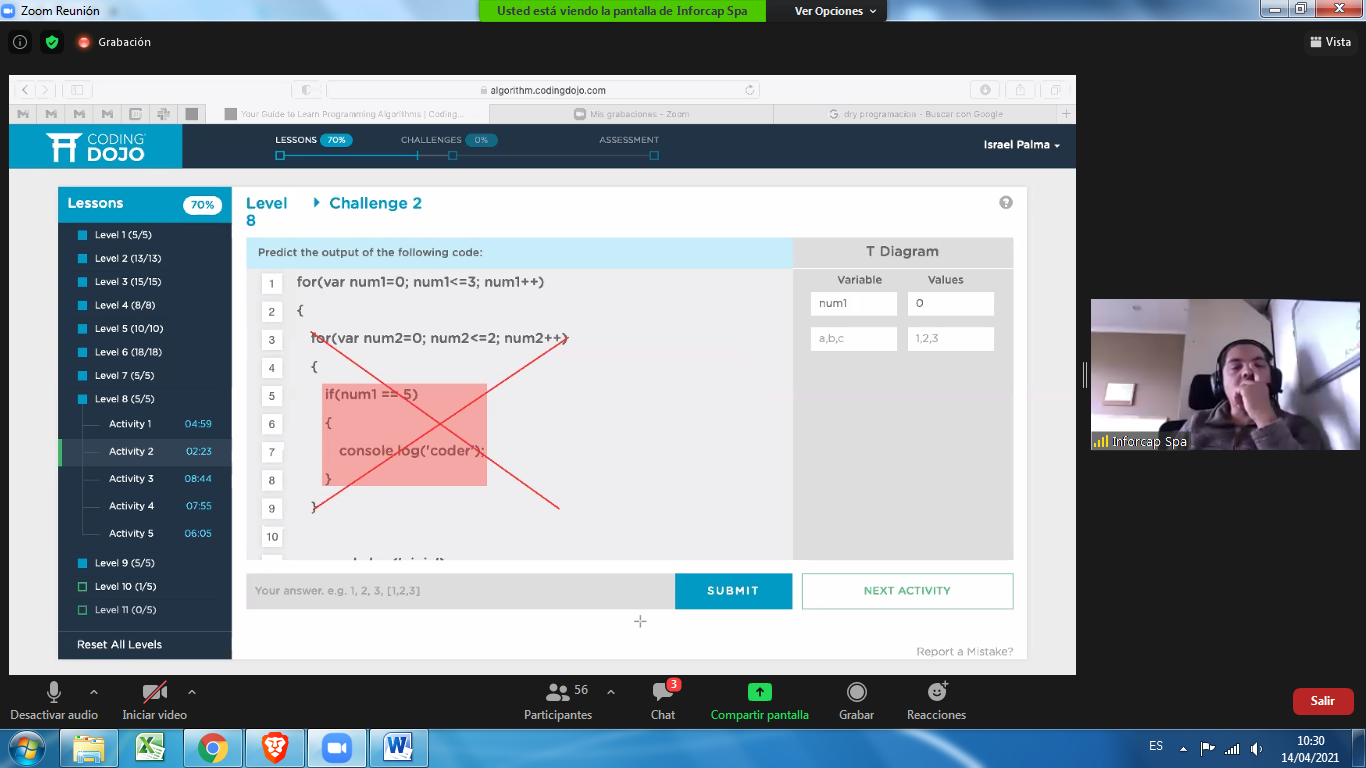 Zoom Reunión
Usted está viendo la pantalla de Inforcap Spa
Ver Opciones
Grabación
Vista
algorithm.codingdojo.com
Your Guide to Learn Programming Algorithms | Coding...
Mis grabaciones - Zoom
dry programacion - Buscar con Google
CODING
DOJO
LESSONS 70%
CHALLENGES 0%
ASSESSMENT
Israel Palma
Lessons 70%
Level 1 (5/5)
Level 2 (13/13)
Level 3 (15/15)
Level 4 (8/8)
Level 5 (10/10)
Level 6 (18/18)
Level 7 (5/5)
Level 8 (5/5)
Activity 1 04:59
Activity 2 02:23
Activity 3 08:44
Activity 4 07:55
Activity 5 06:05
Level 9 (5/5)
Level 10 (1/5)
Level 11 (0/5)
Reset All Levels
Level
8
Challenge 2
Predict the output of the following code:
1 for(var num1=0; num1<=3; num1++)
2 {
3 for(var num2=0; num2<=2; num2++)
4 {
5 if(num1 == 5)
6 {
7 console.log('coder');
8 }
9 }
10
T Diagram
Variable Values
num1 0
a,b,c 1,2,3
Your answer. e.g. 1, 2, 3, [1,2,3]
SUBMIT
NEXT ACTIVITY
Report a Mistake?
Inforcap Spa
Desactivar audio
Iniciar video
56
Participantes
3
Chat
Compartir pantalla
Grabar
Reacciones
Salir
ES
10:30
14/04/2021